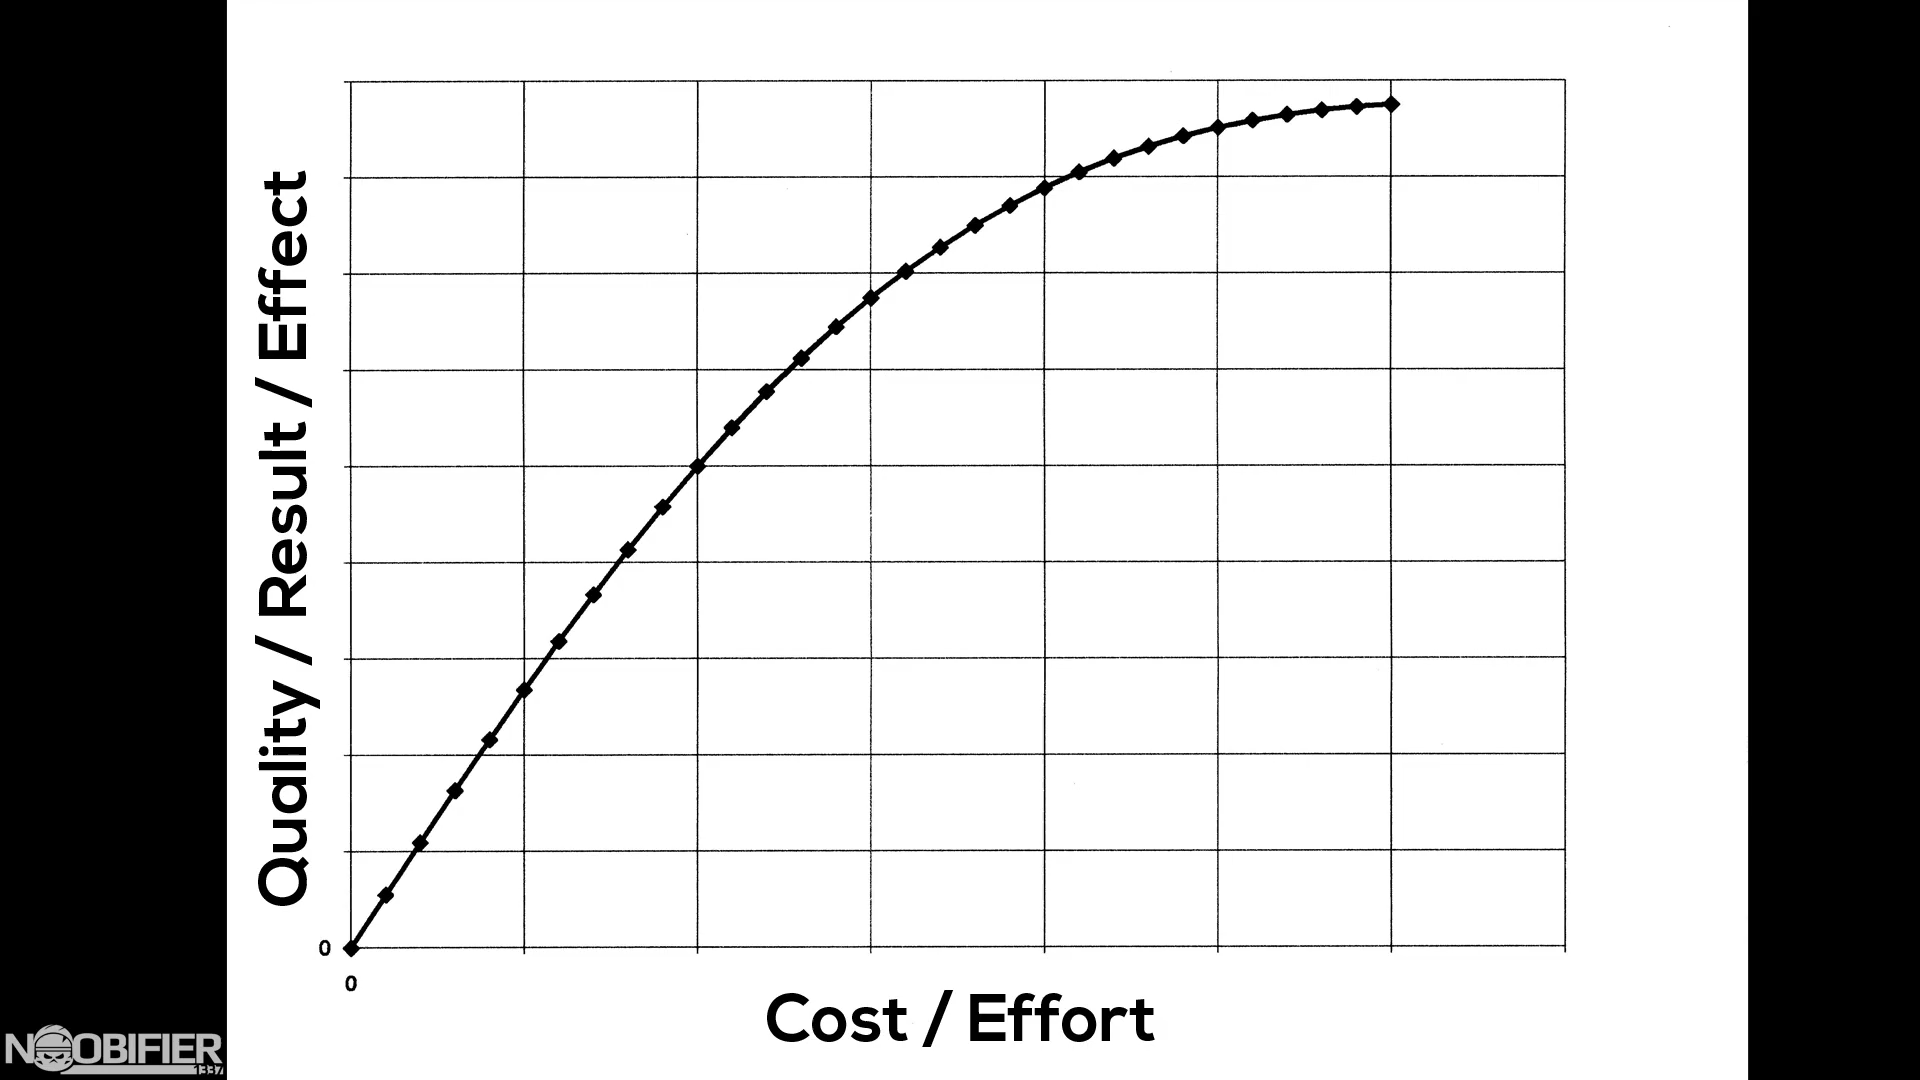 Quality / Result / Effect
0
0
Cost / Effort
NOOBIFIER
1337